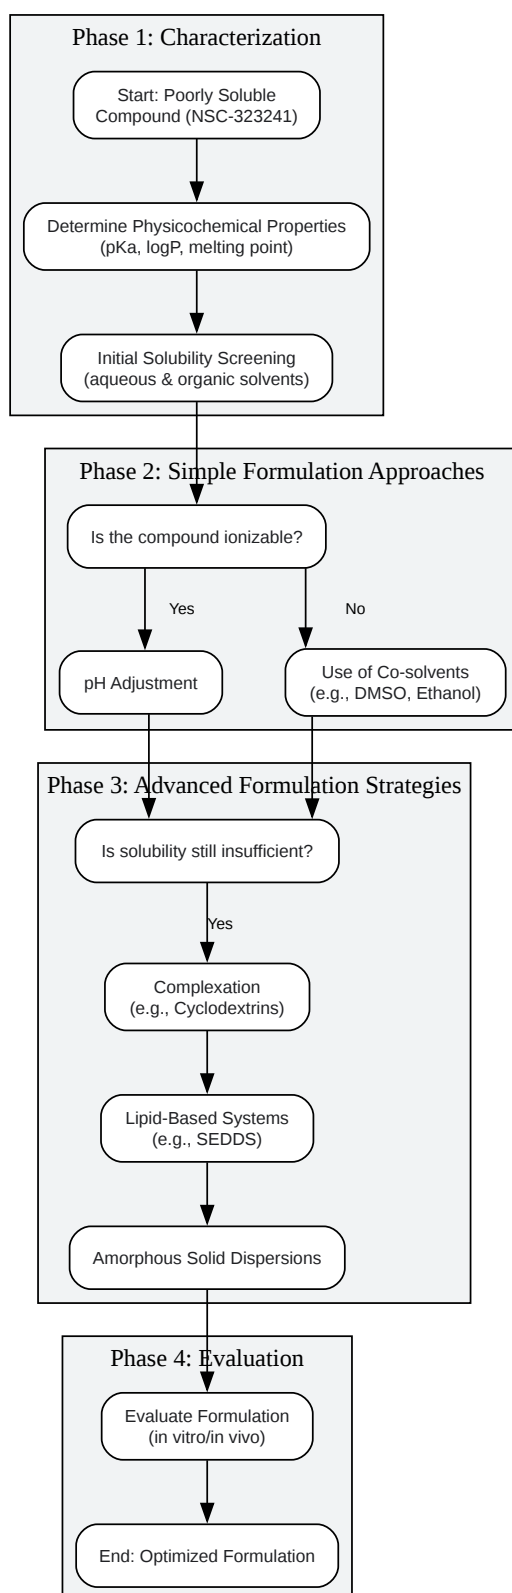 Phase 1: Characterization
Start: Poorly Soluble
Compound (NSC-323241)
Determine Physicochemical Properties
(pKa, logP, melting point)
Initial Solubility Screening
(aqueous & organic solvents)
Phase 2: Simple Formulation Approaches
Is the compound ionizable?
Yes
No
pH Adjustment
Use of Co-solvents
(e.g., DMSO, Ethanol)
Phase 3: Advanced Formulation Strategies
Is solubility still insufficient?
Yes
Complexation
(e.g., Cyclodextrins)
Lipid-Based Systems
(e.g., SEDDS)
Amorphous Solid Dispersions
Phase 4: Evaluation
Evaluate Formulation
(in vitro/in vivo)
End: Optimized Formulation